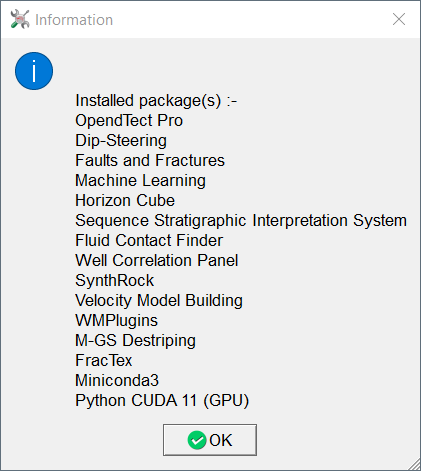 Information
Installed package(s) :-
OpendTect Pro
Dip-Steering
Faults and Fractures
Machine Learning
Horizon Cube
Sequence Stratigraphic Interpretation System
Fluid Contact Finder
Well Correlation Panel
SynthRock
Velocity Model Building
WMPlugins
M-GS Destriping
FracTex
Miniconda3
Python CUDA 11 (GPU)
OK